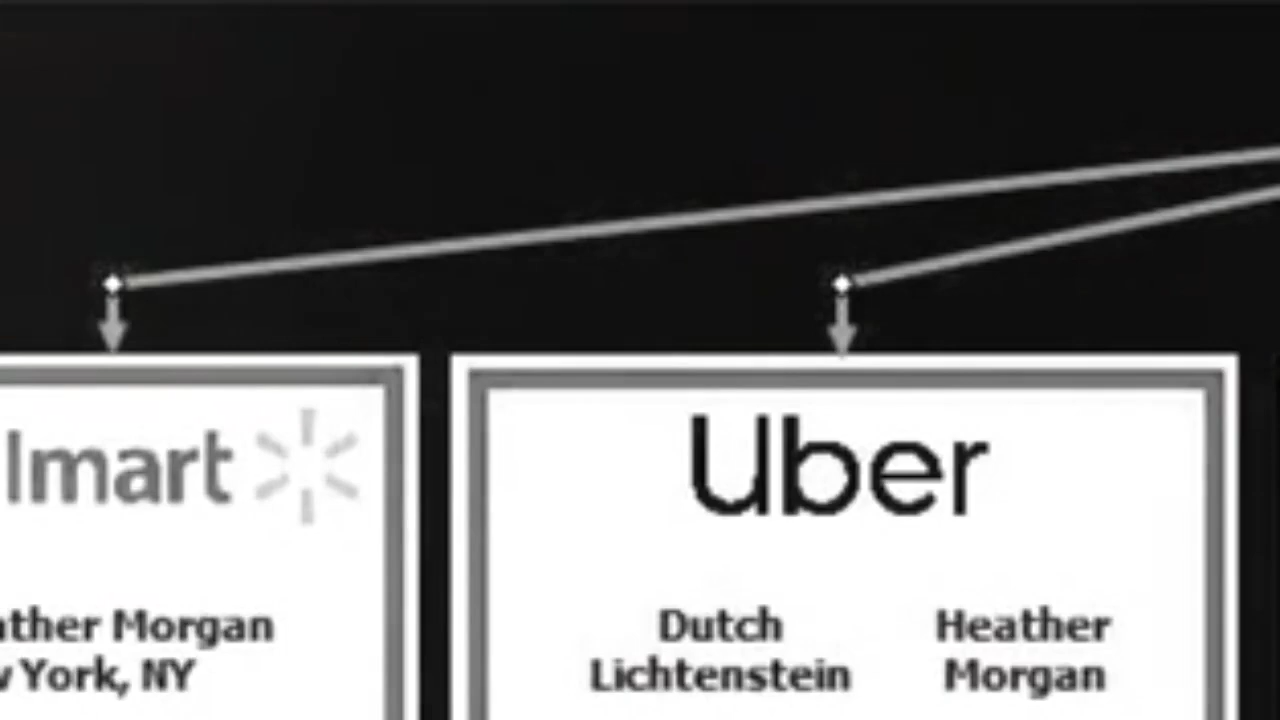 lmart
Uber
ather Morgan
York, NY
Dutch Heather
Lichtenstein Morgan